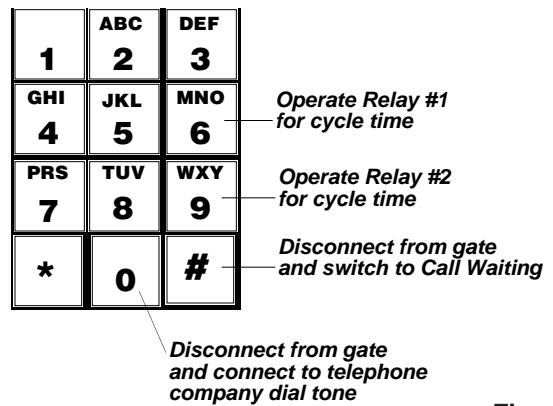 ABC DEF
1 2 3
GHI JKL MNO
4 5 6
Operate Relay #1
for cycle time
PRS TUV WXY
7 8 9
Operate Relay #2
for cycle time
* 0 #
Disconnect from gate
and switch to Call Waiting
Disconnect from gate
and connect to telephone
company dial tone